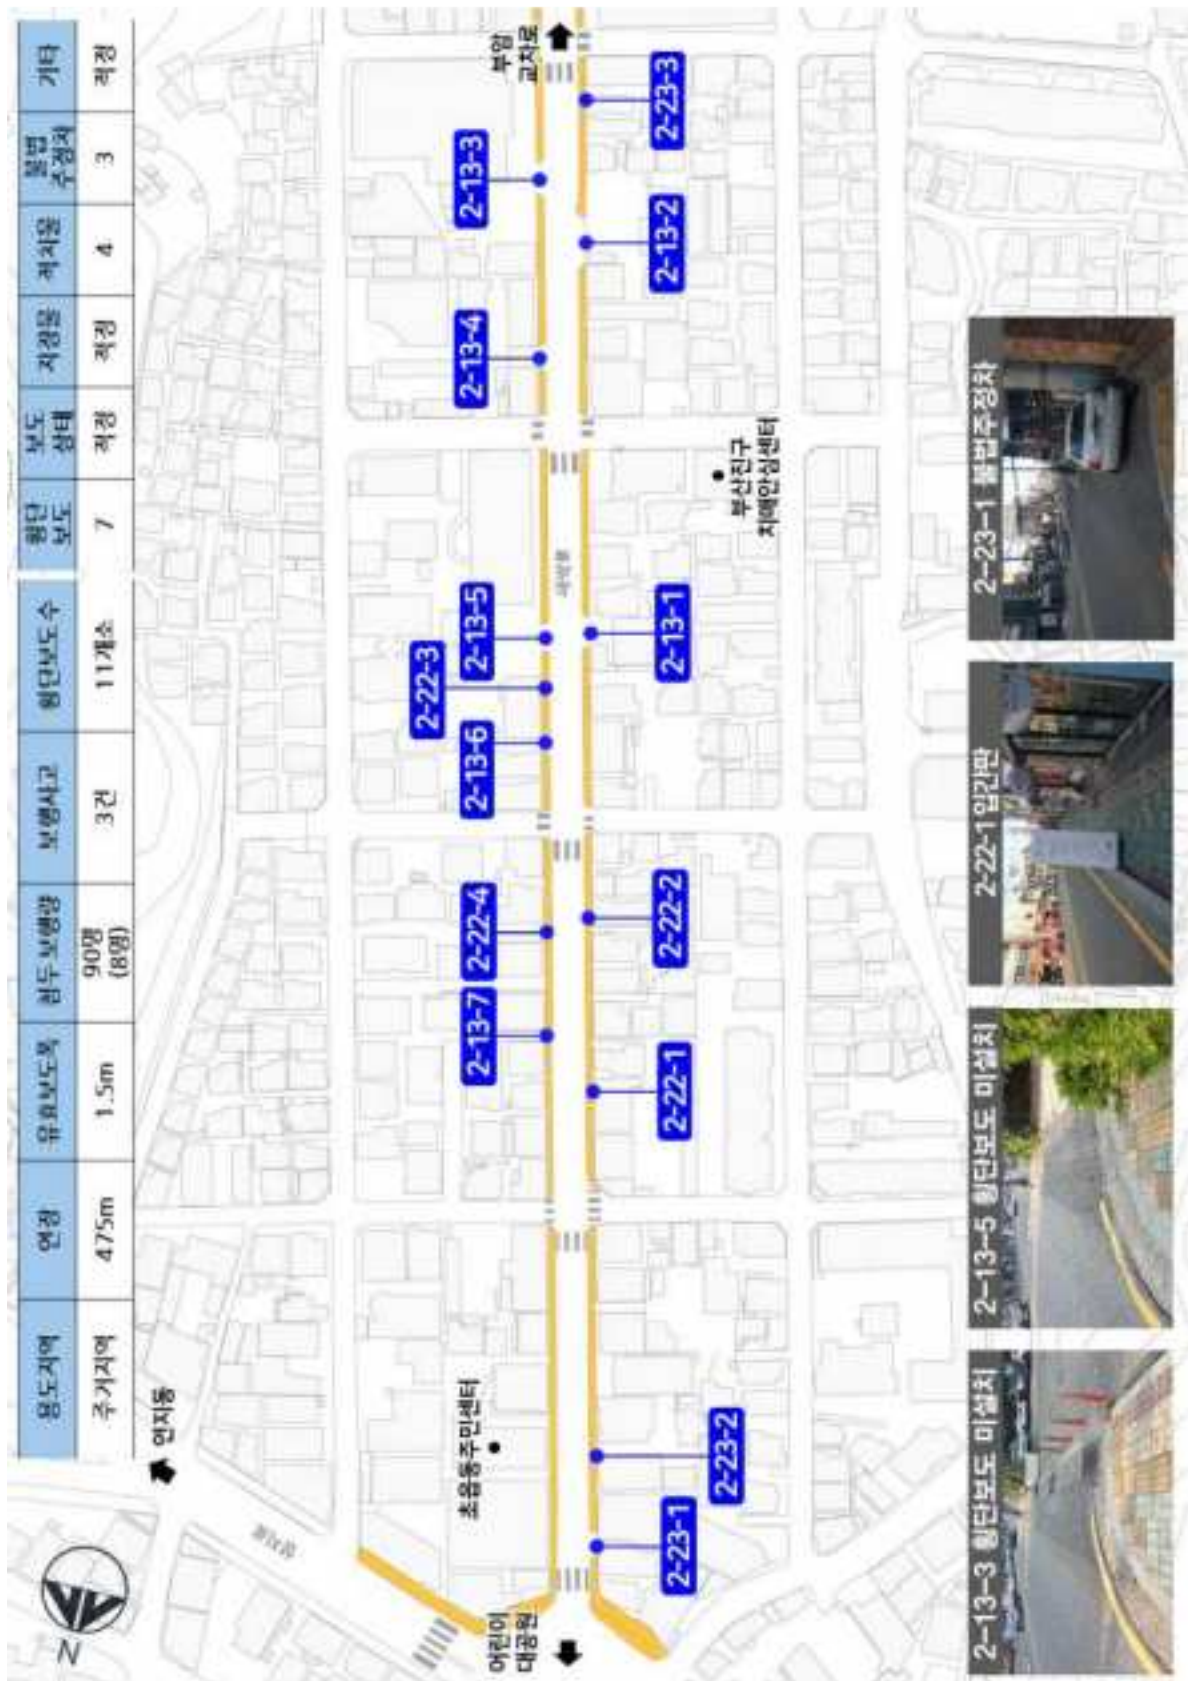 용도지역 연장 유효보도폭 첨두보행량 보행사고 횡단보도수 횡단보도 보도상태 지장물 적치물 불법주정차 기타
주거지역 475m 1.5m 90명 (8명) 3건 11개소 7 적정 적정 4 3 적정
N
연지동
어린이
대공원
초읍동주민센터
부산진구
치매안심센터
부암
교차로
2-13-7
2-22-4
2-13-6
2-22-3
2-13-5
2-13-4
2-13-3
2-23-1
2-23-2
2-22-1
2-22-2
2-13-1
2-13-2
2-23-3
2-13-3 횡단보도 미설치
2-13-5 횡단보도 미설치
2-22-1입간판
2-23-1 불법주정차